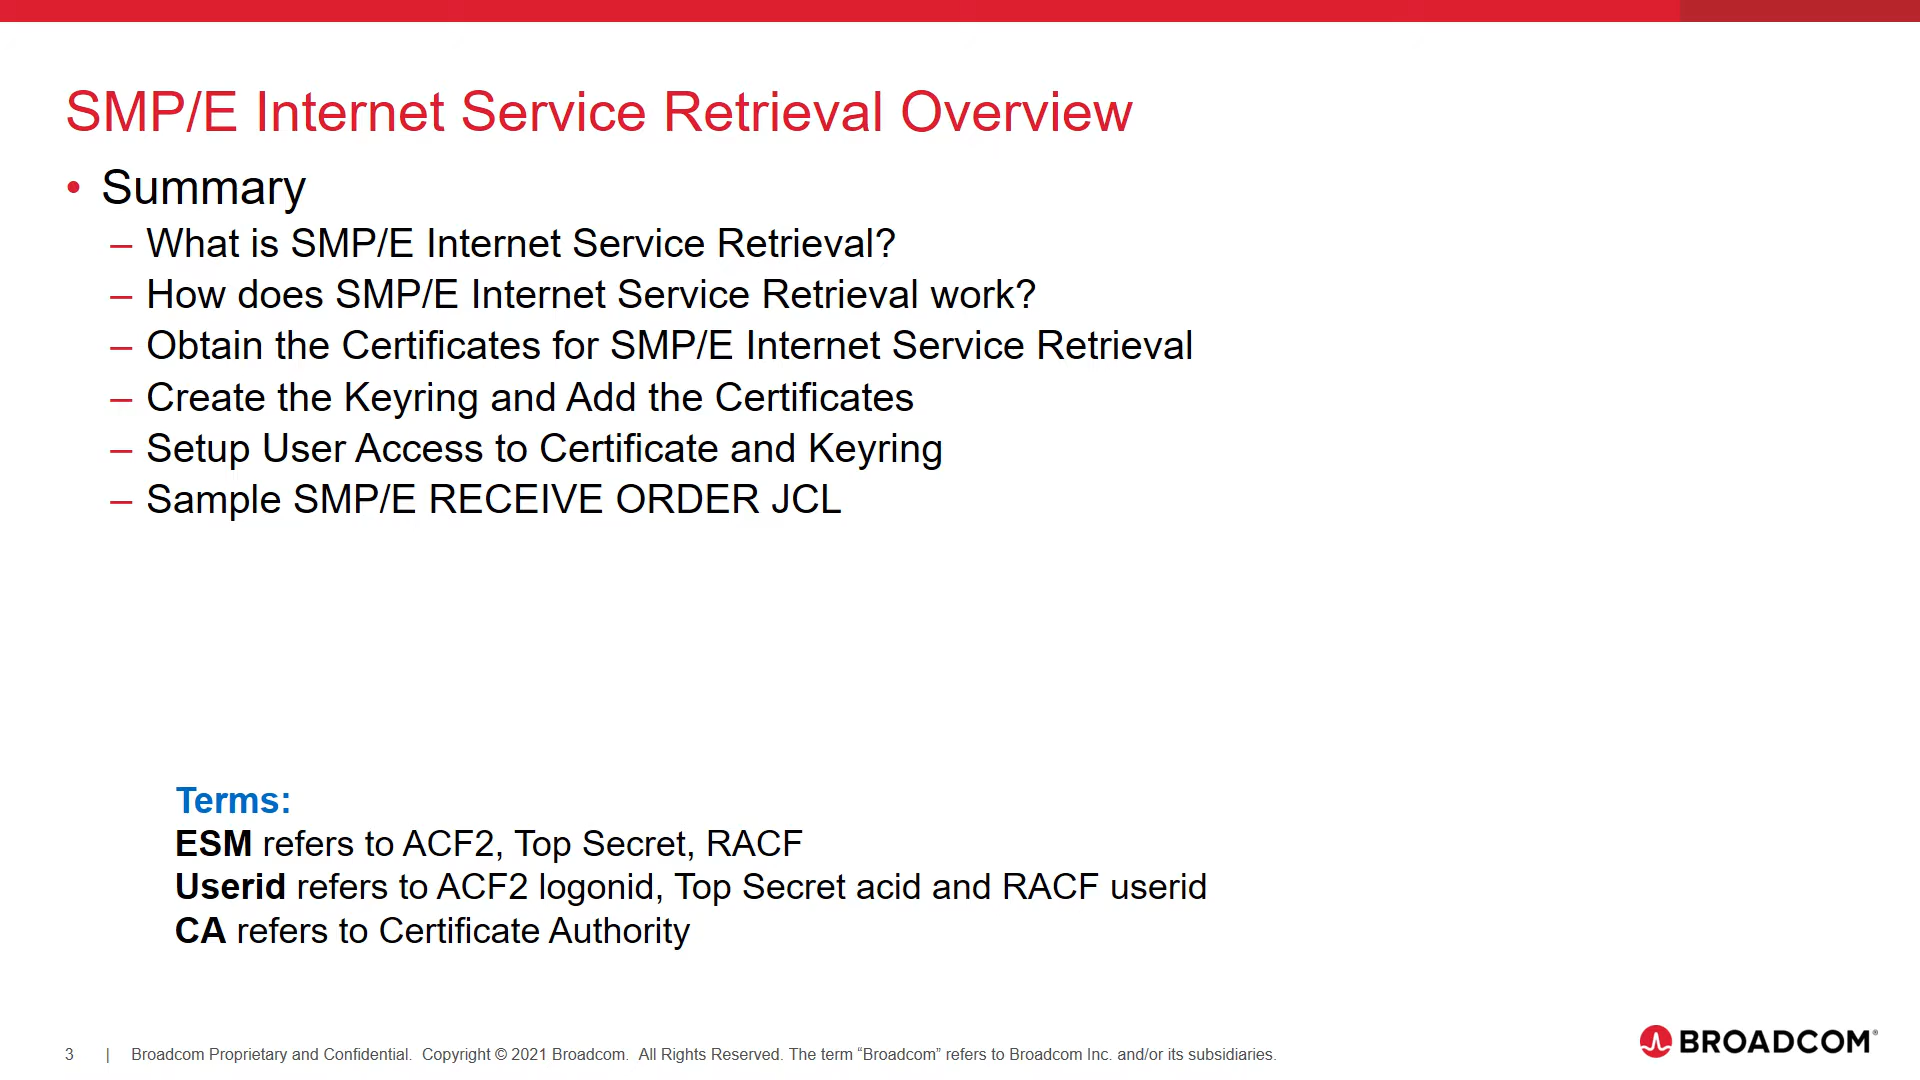 SMP/E Internet Service Retrieval Overview
• Summary
– What is SMP/E Internet Service Retrieval?
– How does SMP/E Internet Service Retrieval work?
– Obtain the Certificates for SMP/E Internet Service Retrieval
– Create the Keyring and Add the Certificates
– Setup User Access to Certificate and Keyring
– Sample SMP/E RECEIVE ORDER JCL
Terms:
ESM refers to ACF2, Top Secret, RACF
Userid refers to ACF2 logonid, Top Secret acid and RACF userid
CA refers to Certificate Authority
3 | Broadcom Proprietary and Confidential. Copyright © 2021 Broadcom. All Rights Reserved. The term “Broadcom” refers to Broadcom Inc. and/or its subsidiaries.
BROADCOM®